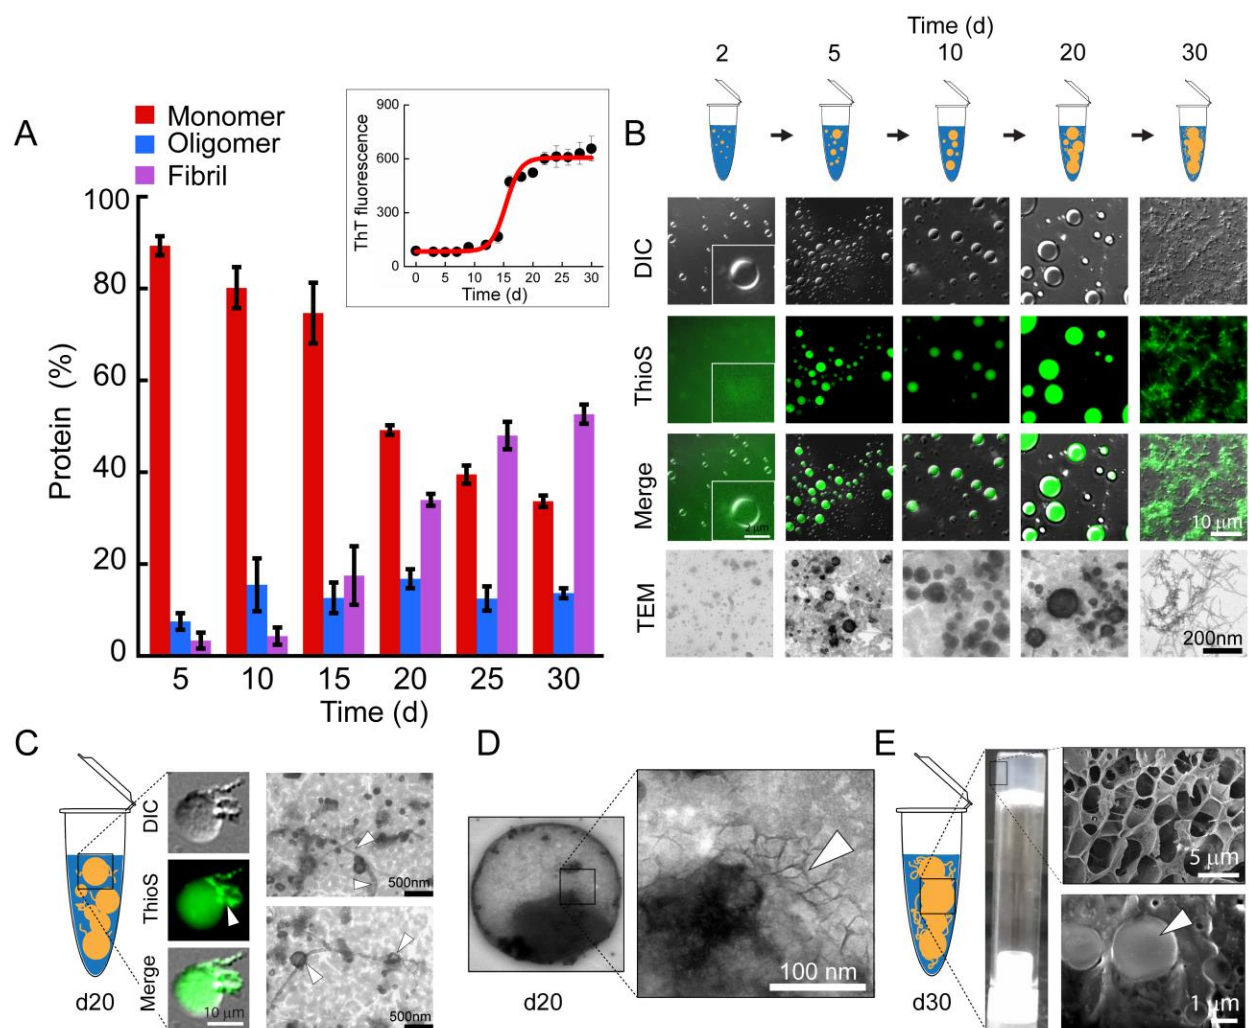 A
Monomer
Oligomer
Fibril
Protein (%)
100
80
60
40
20
0
5 10 15 20 25 30
Time (d)
ThT fluorescence
900
600
300
0
0 5 9 12 16 20 25 30
Time (d)
B
Time (d)
2 5 10 20 30
DIC
ThioS
Merge
2 μm
10 μm
TEM
200nm
C
DIC
ThioS
Merge
10 μm
500nm
500nm
d20
D
100 nm
d20
E
5 μm
1 μm
d30